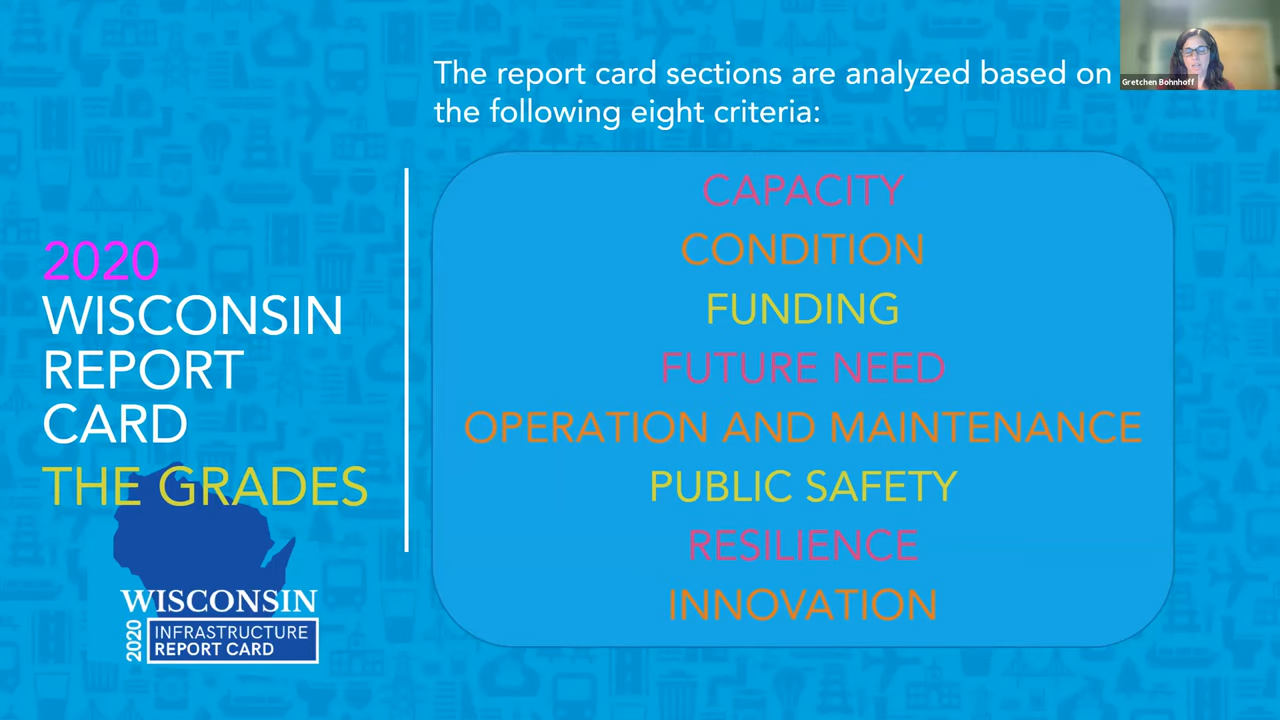 The report card sections are analyzed based on
the following eight criteria:
Gretchen Bohnhoff
2020
WISCONSIN
REPORT
CARD
THE GRADES
CAPACITY
CONDITION
FUNDING
FUTURE NEED
OPERATION AND MAINTENANCE
PUBLIC SAFETY
RESILIENCE
INNOVATION
WISCONSIN
2020
INFRASTRUCTURE
REPORT CARD